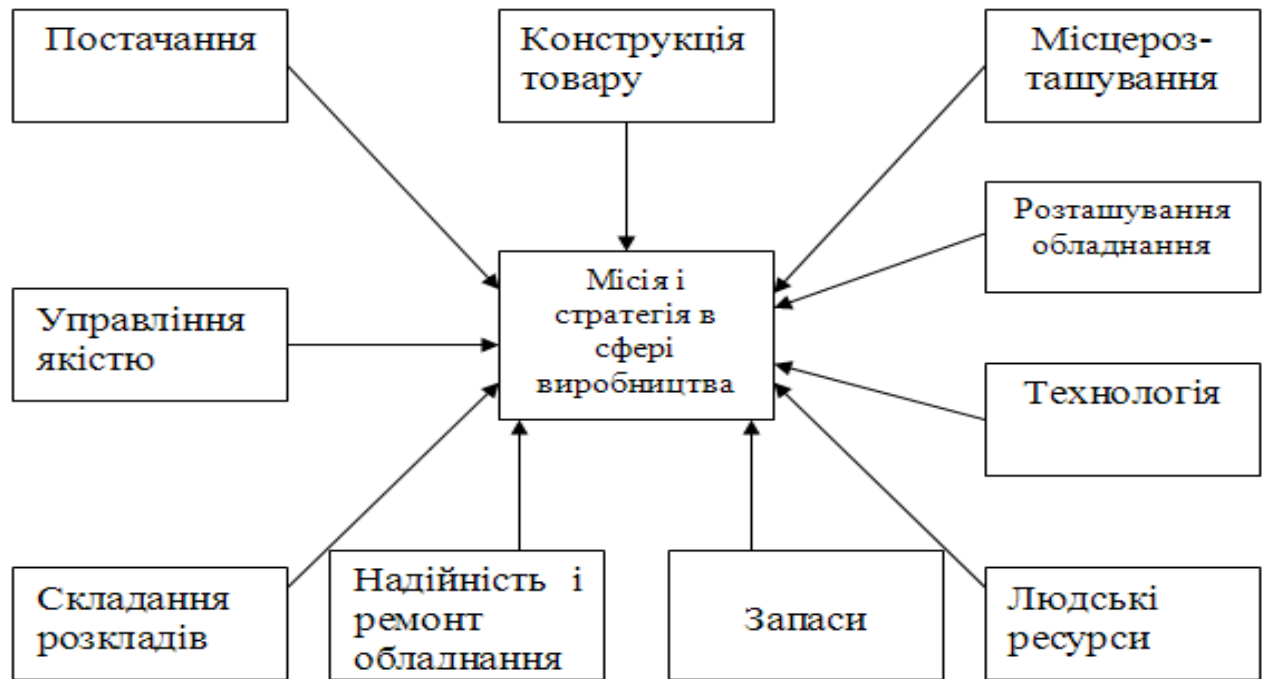 Постачання
Конструкція
товару
Місцероз-
ташування
Розташування
обладнання
Місія і
стратегія в
сфері
виробництва
Управління
якістю
Технологія
Складання
розкладів
Надійність і
ремонт
обладнання
Запаси
Людські
ресурси